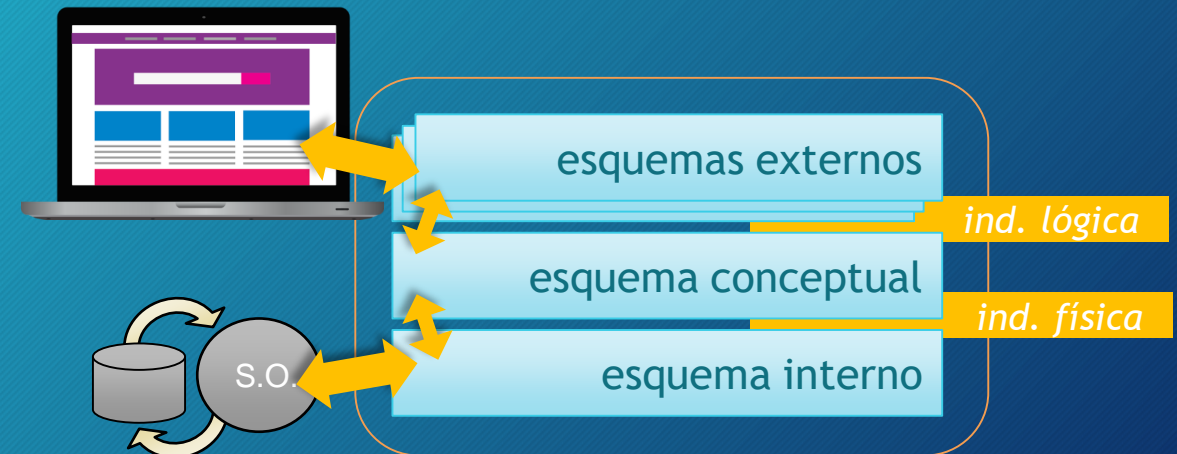 esquemas externos
ind. lógica
esquema conceptual
ind. física
S.O.
esquema interno